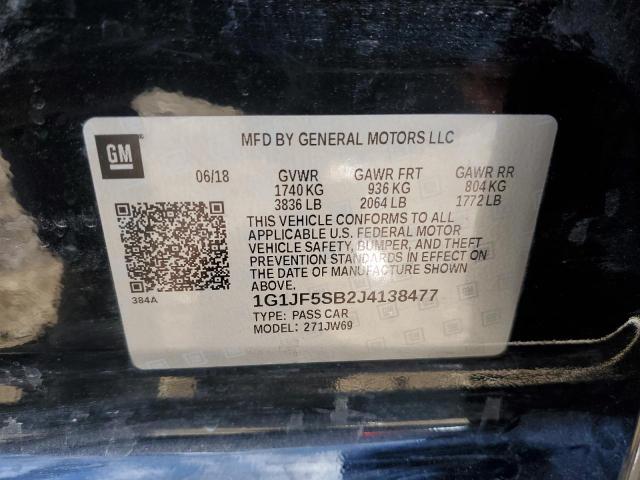 GM
MFD BY GENERAL MOTORS LLC
06/18 GVWR GAWR FRT GAWR RR
1740 KG 936 KG 804 KG
3836 LB 2064 LB 1772 LB
THIS VEHICLE CONFORMS TO ALL
APPLICABLE U.S. FEDERAL MOTOR
VEHICLE SAFETY, BUMPER, AND THEFT
PREVENTION STANDARDS IN EFFECT ON THE
DATE OF MANUFACTURE SHOWN
ABOVE.
384A
1G1JF5SB2J4138477
TYPE: PASS CAR
MODEL: 271JW69